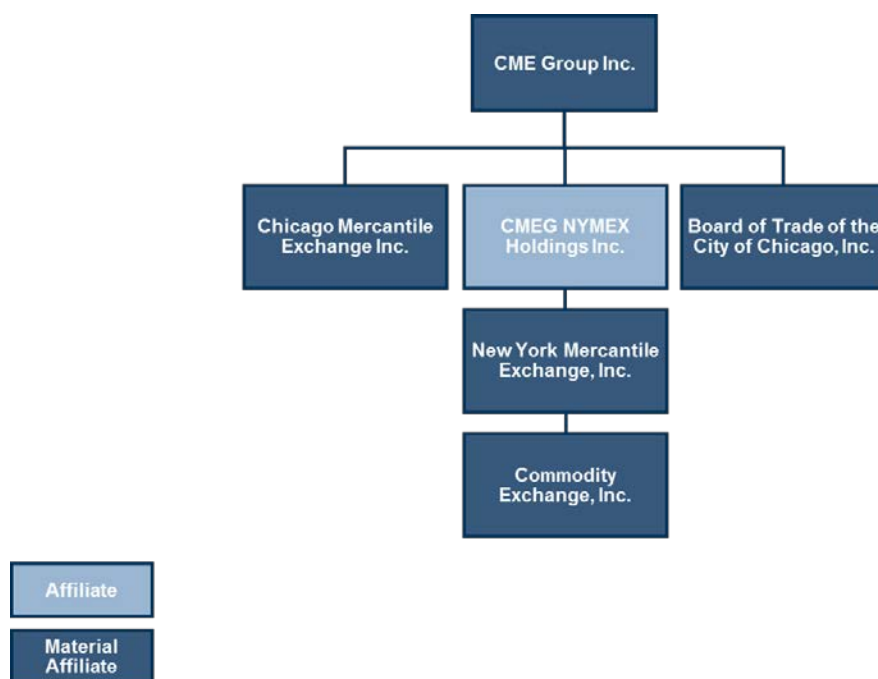 CME Group Inc.
Chicago Mercantile
Exchange Inc.
CMEG NYMEX
Holdings Inc.
Board of Trade of the
City of Chicago, Inc.
New York Mercantile
Exchange, Inc.
Commodity
Exchange, Inc.
Affiliate
Material
Affiliate